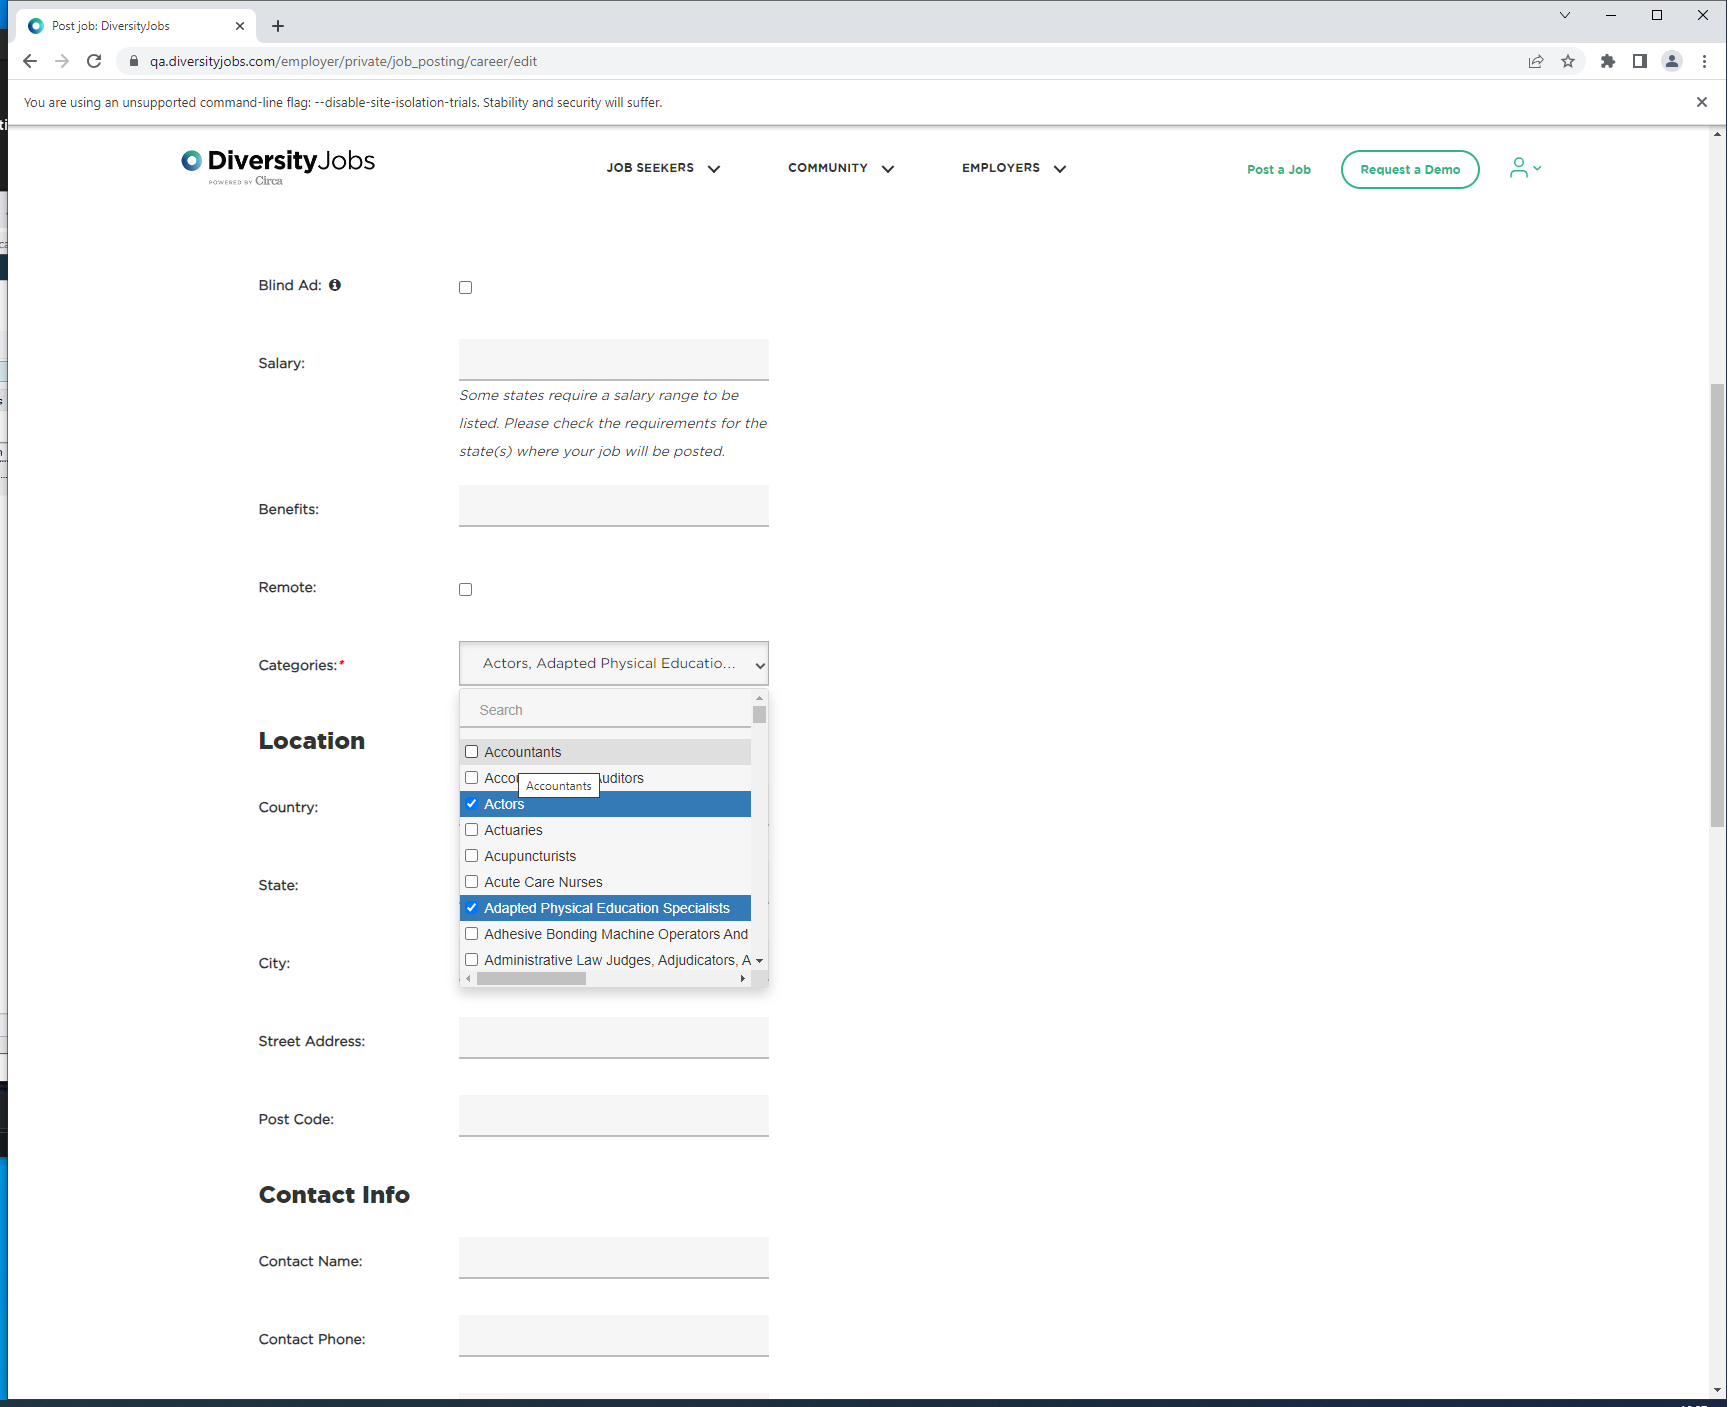 Post job: DiversityJobs
qa.diversityjobs.com/employer/private/job_posting/career/edit
You are using an unsupported command-line flag: --disable-site-isolation-trials. Stability and security will suffer.
DiversityJobs
POWERED BY Circa
JOB SEEKERS
COMMUNITY
EMPLOYERS
Post a Job
Request a Demo
Blind Ad:
Salary:
Some states require a salary range to be
listed. Please check the requirements for the
state(s) where your job will be posted.
Benefits:
Remote:
Categories:*
Actors, Adapted Physical Educatio...
Search
Accountants
Auditors
Accountants
Actors
Actuaries
Acupuncturists
Acute Care Nurses
Adapted Physical Education Specialists
Adhesive Bonding Machine Operators And
Administrative Law Judges, Adjudicators, A
Location
Country:
State:
City:
Street Address:
Post Code:
Contact Info
Contact Name:
Contact Phone: